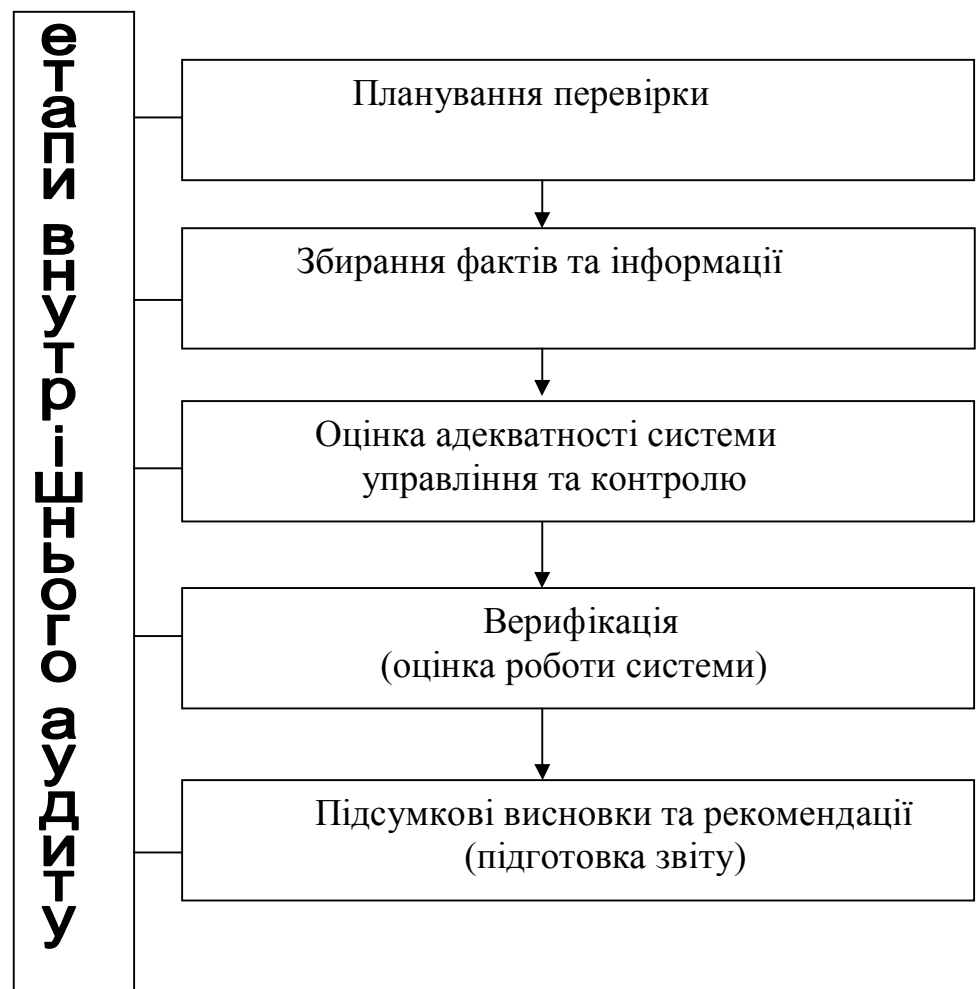 етапи внутрішнього аудиту
Планування перевірки
Збирання фактів та інформації
Оцінка адекватності системи
управління та контролю
Верифікація
(оцінка роботи системи)
Підсумкові висновки та рекомендації
(підготовка звіту)